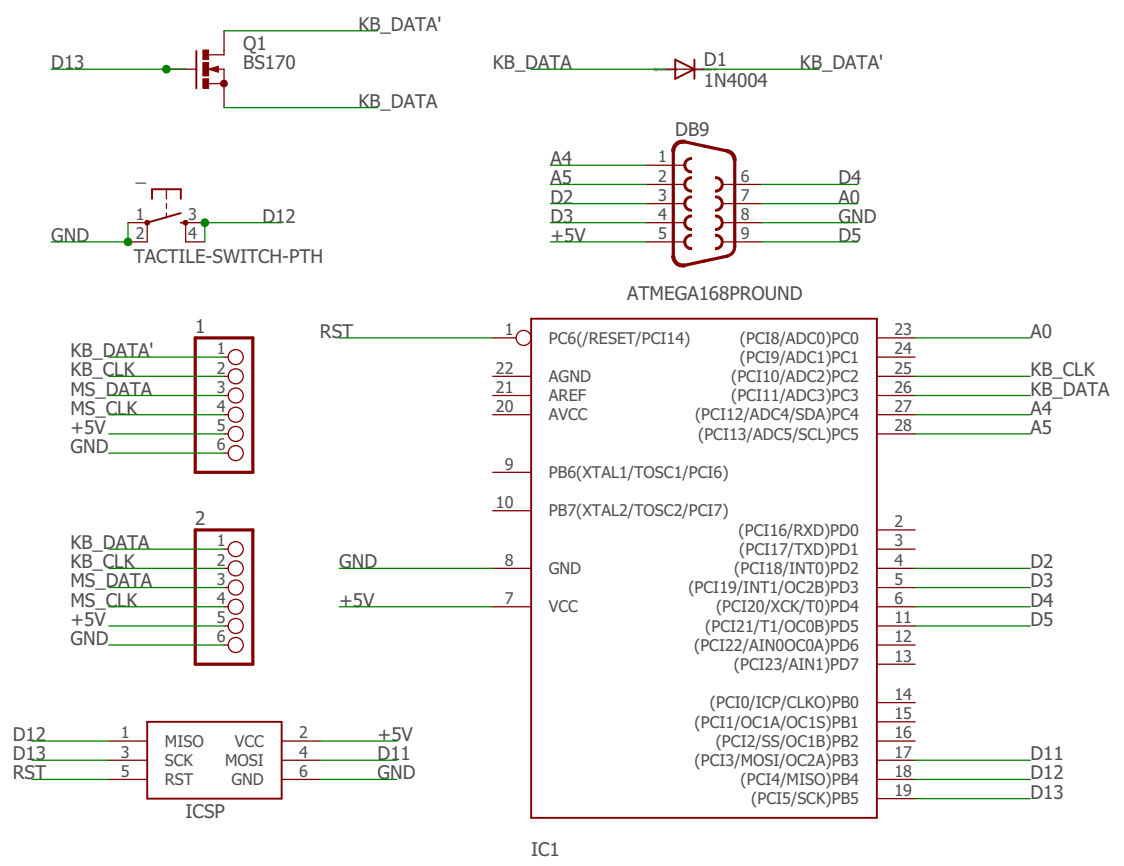 KB_DATA'
Q1
BS170
D13
KB_DATA
KB_DATA
D1
1N4004
KB_DATA'
DB9
A4 1
A5 2
D2 3
D3 4
+5V 5
6 D4
7 A0
8 GND
9 D5
1 3
2 4
GND
D12
TACTILE-SWITCH-PTH
1
KB_DATA' 1
KB_CLK 2
MS_DATA 3
MS_CLK 4
+5V 5
GND 6
2
KB_DATA 1
KB_CLK 2
MS_DATA 3
MS_CLK 4
+5V 5
GND 6
D12 1 MISO VCC 2 +5V
D13 3 SCK MOSI 4 D11
RST 5 RST GND 6 GND
ICSP
ATMEGA168PROUND
RST 1 PC6(/RESET/PCI14)
22 AGND
21 AREF
20 AVCC
9 PB6(XTAL1/TOSC1/PCI6)
10 PB7(XTAL2/TOSC2/PCI7)
GND 8 GND
+5V 7 VCC
(PCI8/ADC0)PC0 23 A0
(PCI9/ADC1)PC1 24
(PCI10/ADC2)PC2 25 KB_CLK
(PCI11/ADC3)PC3 26 KB_DATA
(PCI12/ADC4/SDA)PC4 27 A4
(PCI13/ADC5/SCL)PC5 28 A5
(PCI16/RXD)PD0 2
(PCI17/TXD)PD1 3
(PCI18/INT0)PD2 4 D2
(PCI19/INT1/OC2B)PD3 5 D3
(PCI20/XCK/T0)PD4 6 D4
(PCI21/T1/OC0B)PD5 11 D5
(PCI22/AIN0OC0A)PD6 12
(PCI23/AIN1)PD7 13
(PCI0/ICP/CLKO)PB0 14
(PCI1/OC1A/OC1S)PB1 15
(PCI2/SS/OC1B)PB2 16
(PCI3/MOSI/OC2A)PB3 17 D11
(PCI4/MISO)PB4 18 D12
(PCI5/SCK)PB5 19 D13
IC1